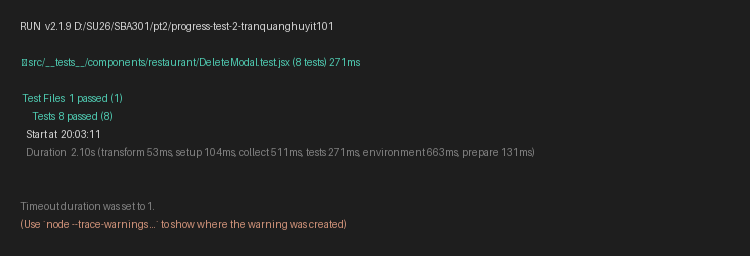 RUN v2.1.9 D:/SU26/SBA301/pt2/progress-test-2-tranquanghuyit101
src/__tests__/components/restaurant/DeleteModal.test.jsx (8 tests) 271ms
Test Files 1 passed (1)
Tests 8 passed (8)
Start at 20:03:11
Duration 2.10s (transform 53ms, setup 104ms, collect 511ms, tests 271ms, environment 663ms, prepare 131ms)
Timeout duration was set to 1.
(Use `node --trace-warnings ...` to show where the warning was created)